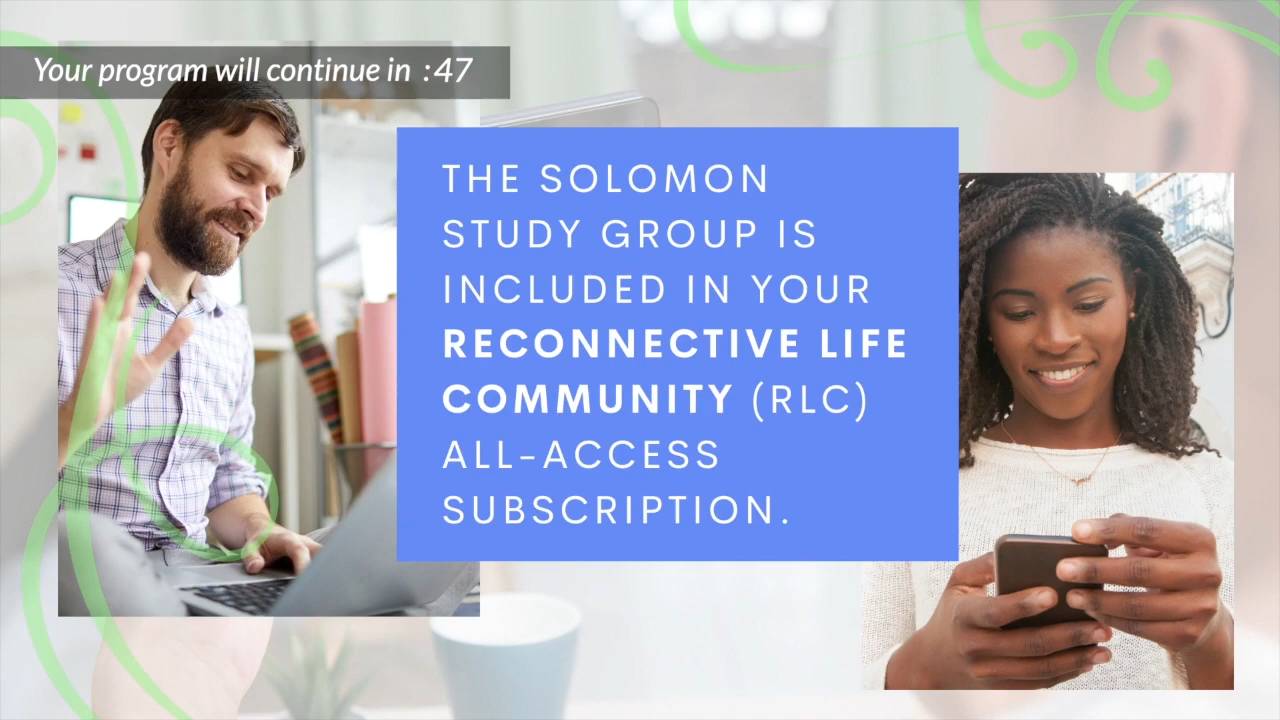 Your program will continue in :47
THE SOLOMON
STUDY GROUP IS
INCLUDED IN YOUR
RECONNECTIVE LIFE
COMMUNITY (RLC)
ALL-ACCESS
SUBSCRIPTION.